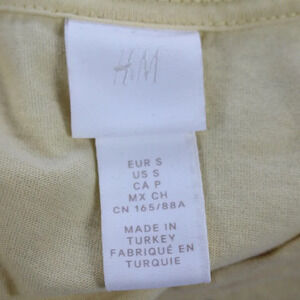 H&M
EUR S
US S
CA P
MX CH
CN 165/88A
MADE IN
TURKEY
FABRIQUÉ EN
TURQUIE